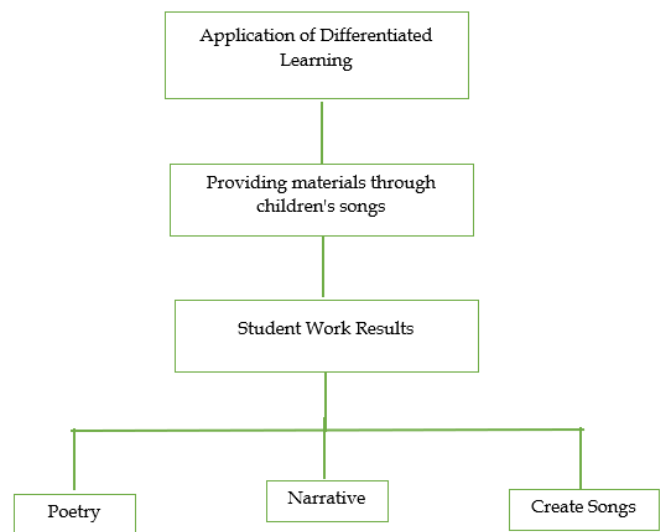 Application of Differentiated
Learning
Providing materials through
children's songs
Student Work Results
Poetry
Narrative
Create Songs